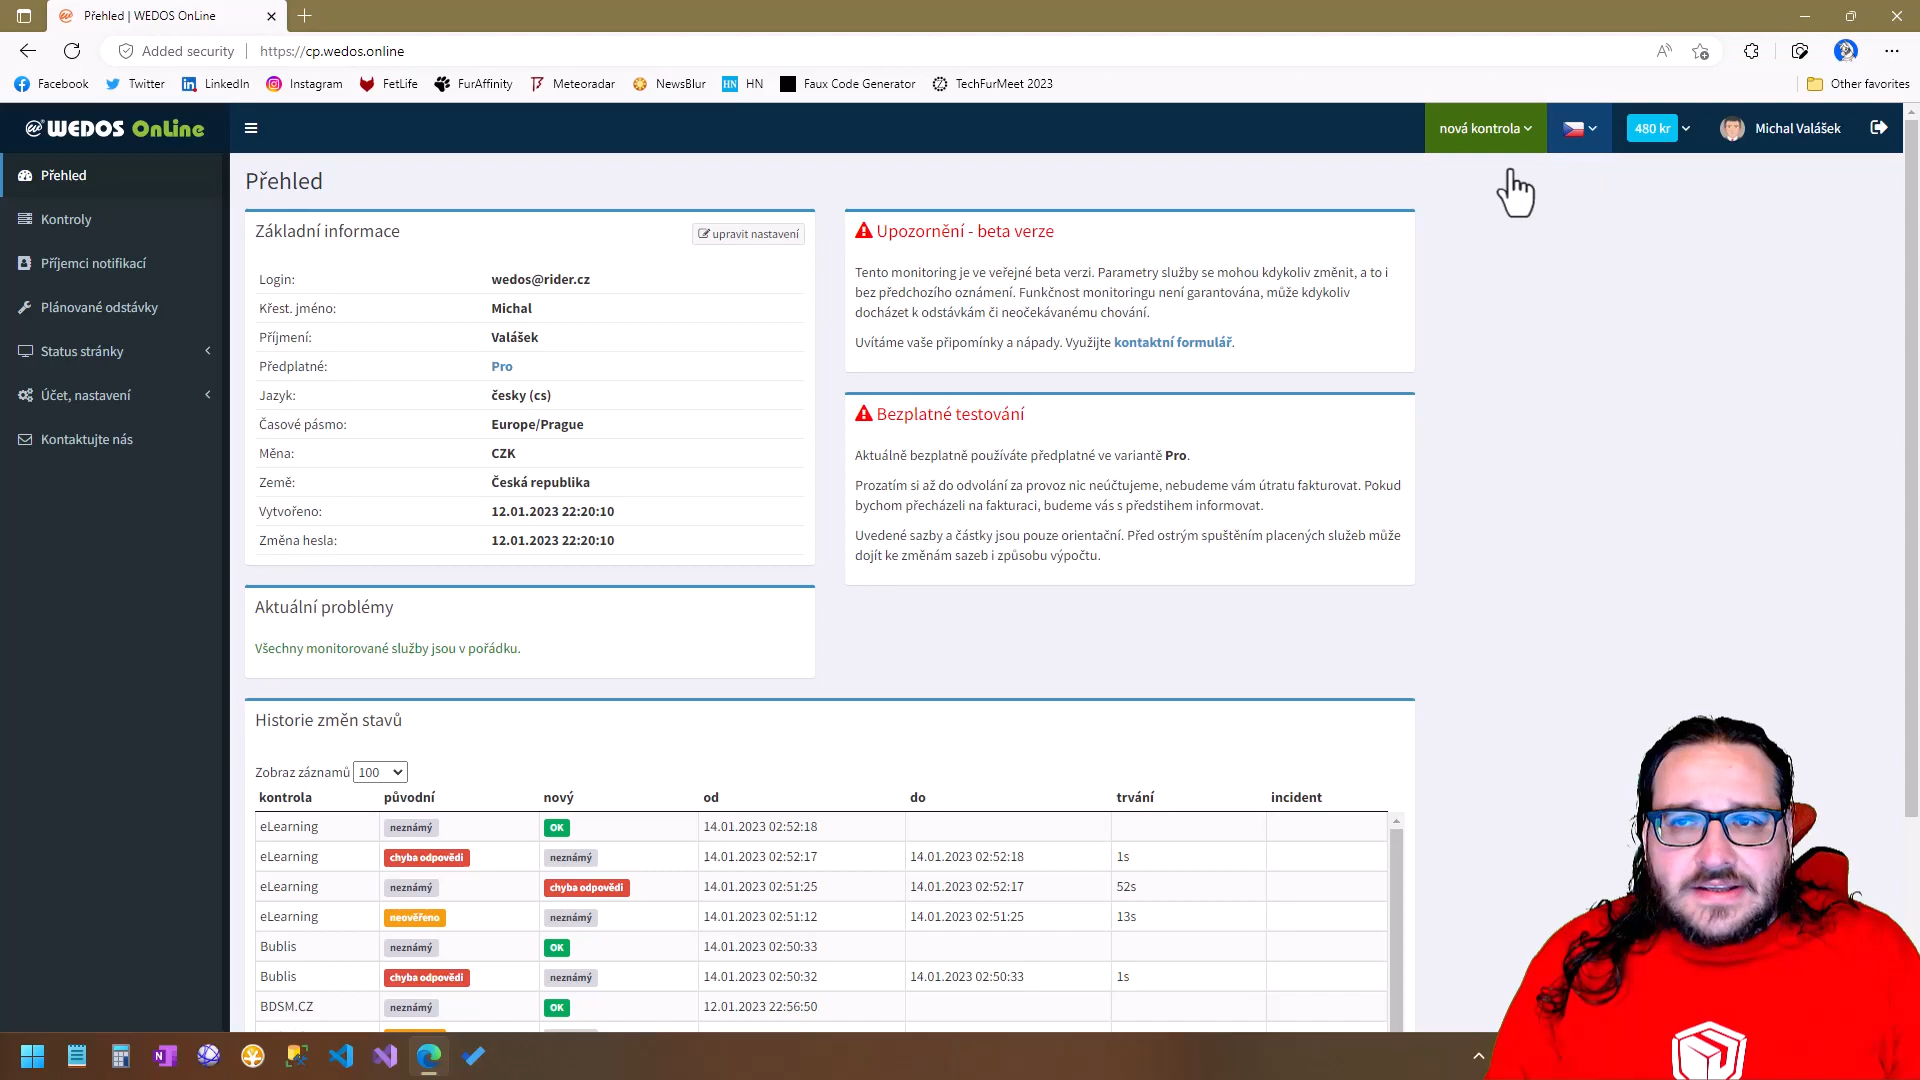 Přehled | WEDOS OnLine
Added security
https://cp.wedos.online
Facebook
Twitter
LinkedIn
Instagram
FetLife
FurAffinity
Meteoradar
NewsBlur
HN
HN
Faux Code Generator
TechFurMeet 2023
Other favorites
WEDOS OnLine
nová kontrola
480 kr
Michal Valášek
Přehled
Kontroly
Příjemci notifikací
Plánované odstávky
Status stránky
Účet, nastavení
Kontaktujte nás
Přehled
Základní informace
upravit nastavení
Login: wedos@rider.cz
Křest. jméno: Michal
Příjmení: Valášek
Předplatné: Pro
Jazyk: česky (cs)
Časové pásmo: Europe/Prague
Měna: CZK
Země: Česká republika
Vytvořeno: 12.01.2023 22:20:10
Změna hesla: 12.01.2023 22:20:10
Upozornění - beta verze
Tento monitoring je ve veřejné beta verzi. Parametry služby se mohou kdykoliv změnit, a to i
bez předchozího oznámení. Funkčnost monitoringu není garantována, může kdykoliv
docházet k odstávkám či neočekávanému chování.
Uvítáme vaše připomínky a nápady. Využijte kontaktní formulář.
Bezplatné testování
Aktuálně bezplatně používáte předplatné ve variantě Pro.
Prozatím si až do odvolání za provoz nic neúčtujeme, nebudeme vám útratu fakturovat. Pokud
bychom přecházeli na fakturaci, budeme vás s předstihem informovat.
Uvedené sazby a částky jsou pouze orientační. Před ostrým spuštěním placených služeb může
dojít ke změnám sazeb i způsobu výpočtu.
Aktuální problémy
Všechny monitorované služby jsou v pořádku.
Historie změn stavů
Zobraz záznamů 100
kontrola původní nový od do trvání incident
eLearning neznámý OK 14.01.2023 02:52:18
eLearning chyba odpovědi neznámý 14.01.2023 02:52:17 14.01.2023 02:52:18 1s
eLearning neznámý chyba odpovědi 14.01.2023 02:51:25 14.01.2023 02:52:17 52s
eLearning neověřeno neznámý 14.01.2023 02:51:12 14.01.2023 02:51:25 13s
Bublis neznámý OK 14.01.2023 02:50:33
Bublis chyba odpovědi neznámý 14.01.2023 02:50:32 14.01.2023 02:50:33 1s
BDSM.CZ neznámý OK 12.01.2023 22:56:50